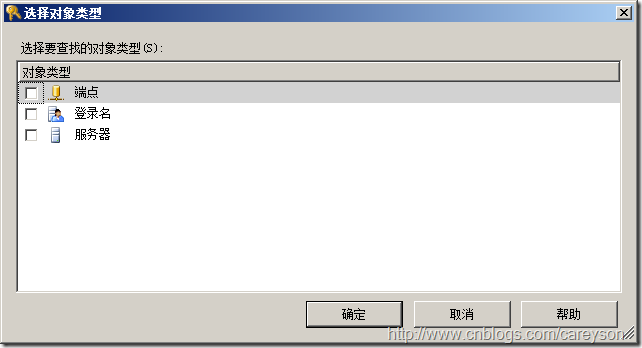 选择对象类型
选择要查找的对象类型(S):
对象类型
端点
登录名
服务器
确定 取消 帮助
http://www.cnblogs.com/careyson